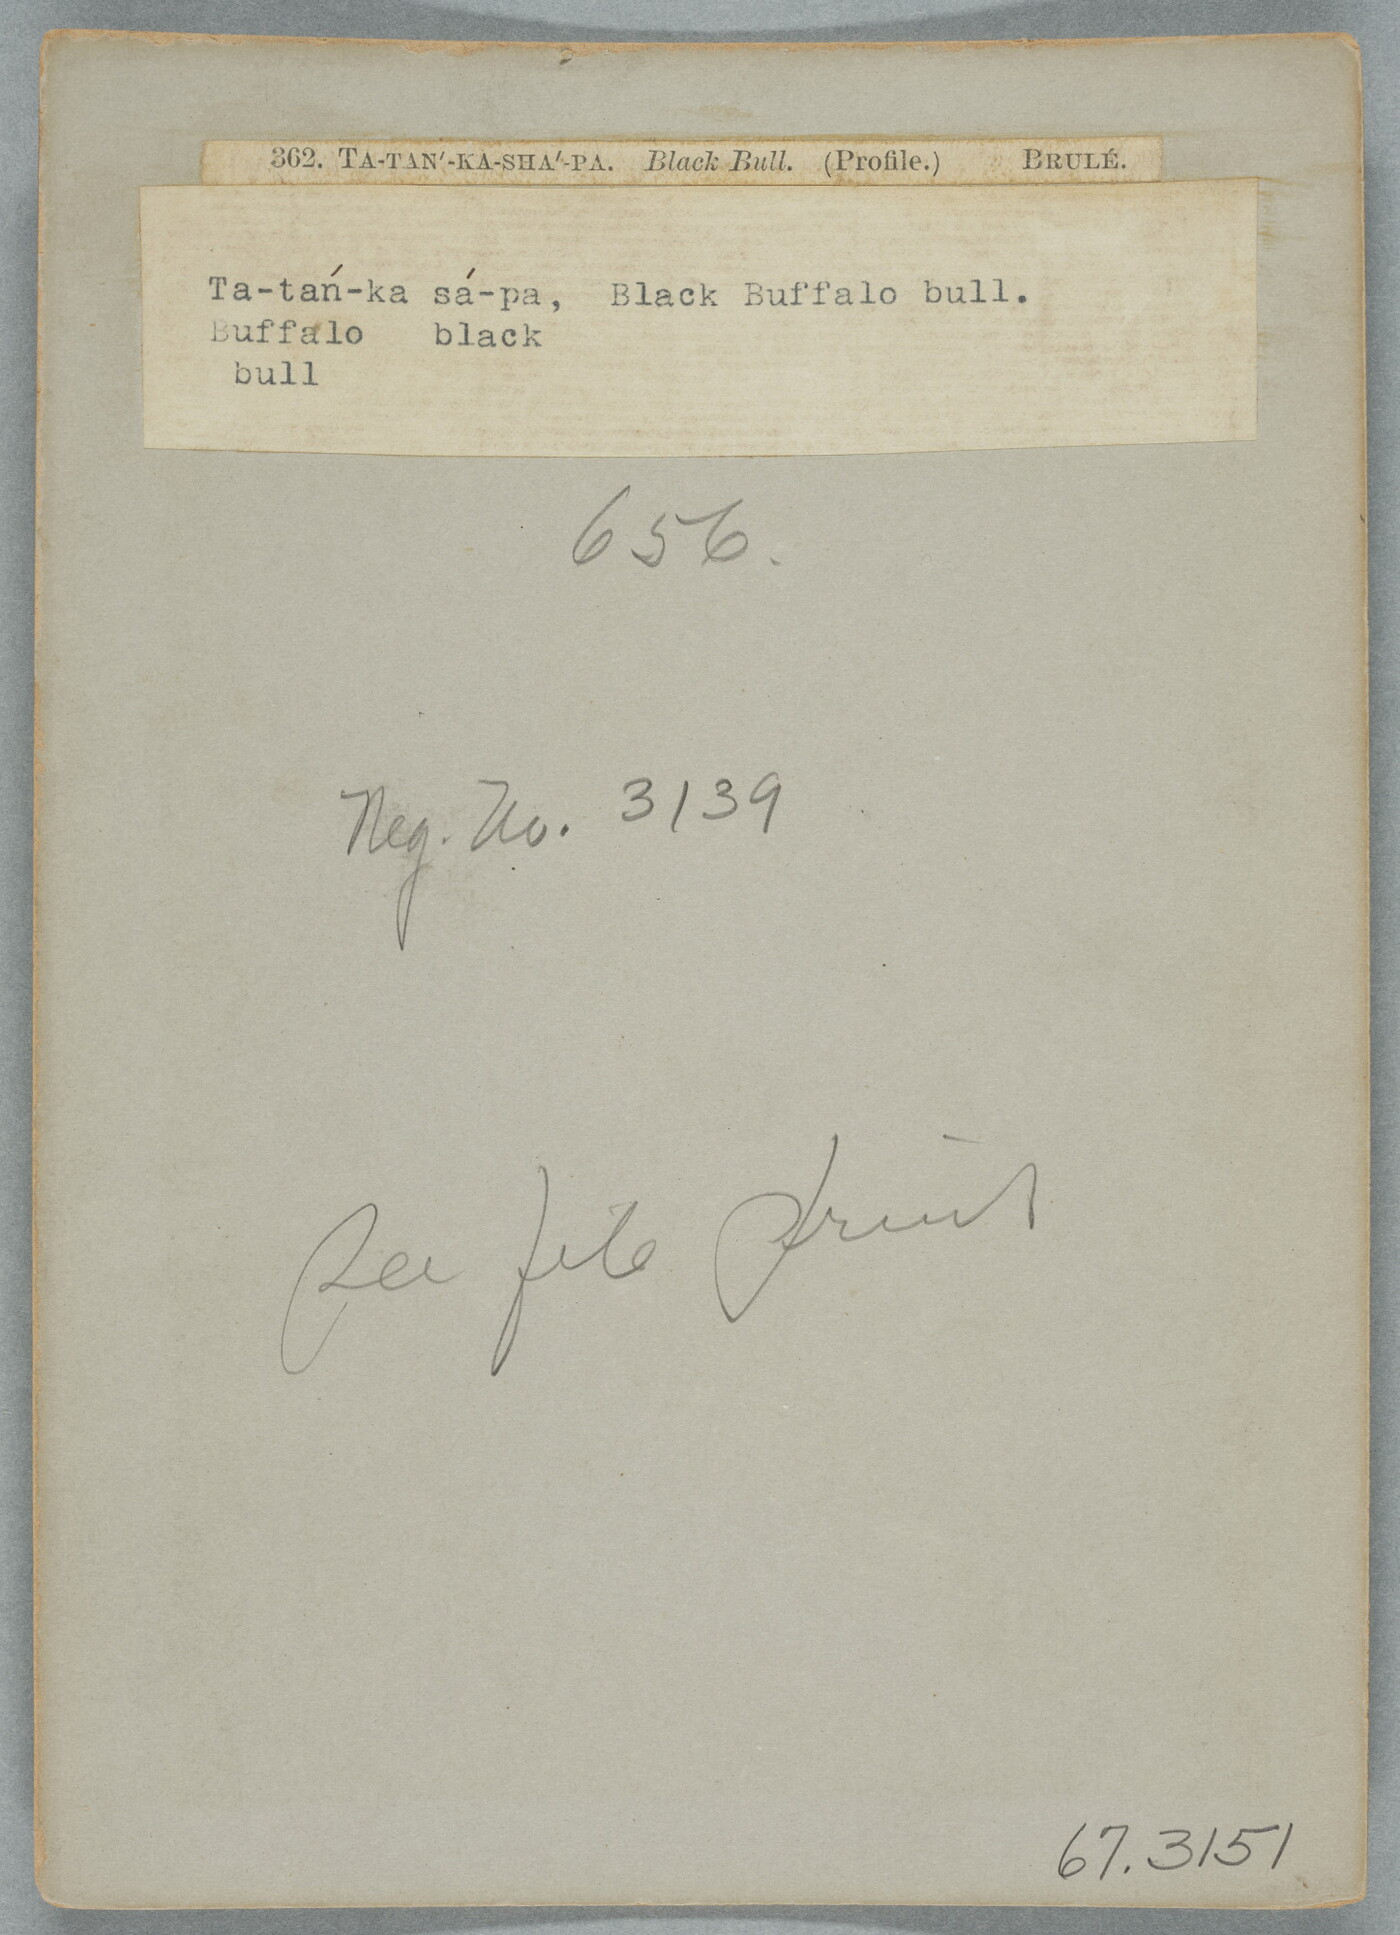 362. TA-TAN'-KA-SHA'-PA. Black Bull. (Profile.) BRULÉ.
Ta-tań-ka sá-pa, Black Buffalo bull.
Buffalo black
bull
656.
Neg. No. 3139
See file print
67.3151